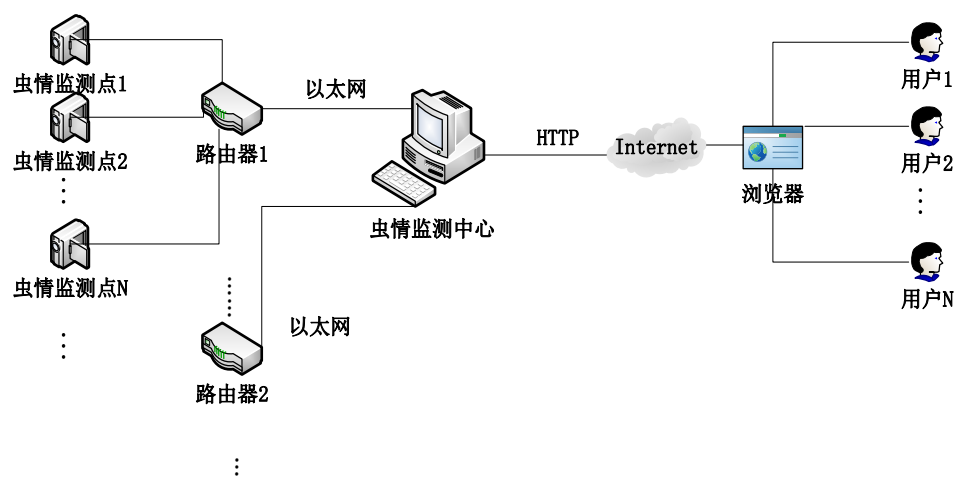 虫情监测点1
虫情监测点2
虫情监测点N
路由器1
以太网
虫情监测中心
HTTP
Internet
浏览器
用户1
用户2
用户N
以太网
路由器2